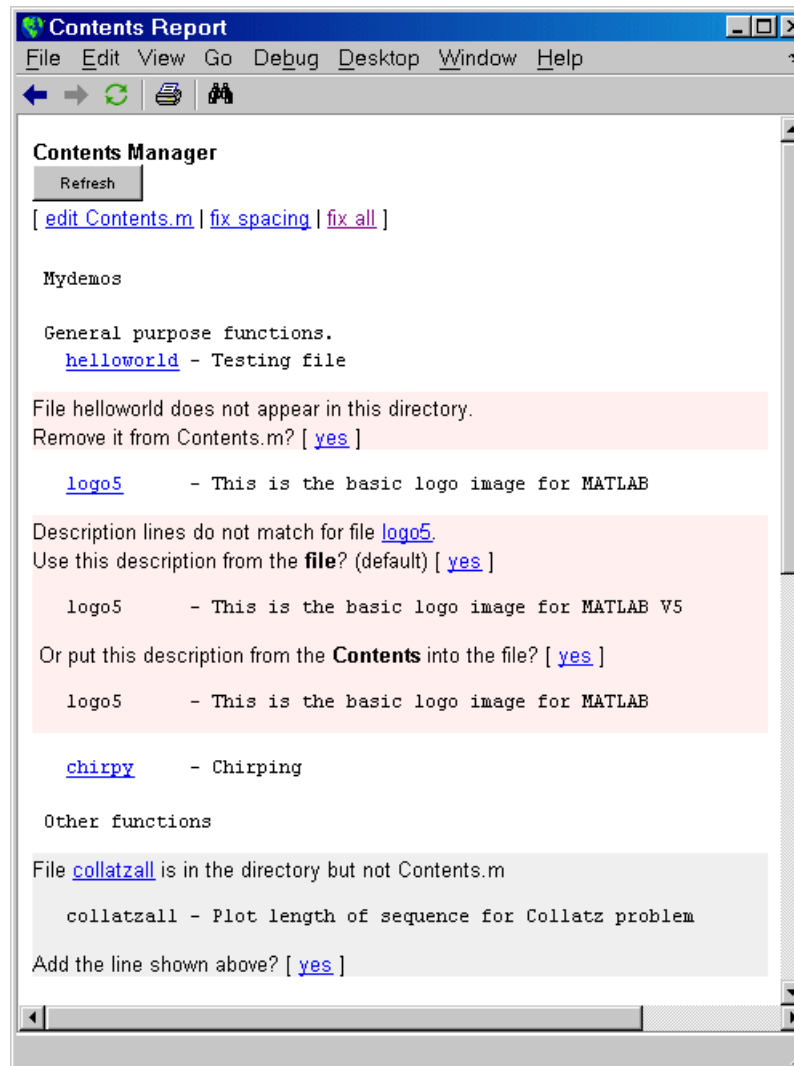 Contents Report
File Edit View Go Debug Desktop Window Help
Contents Manager
Refresh
[ edit Contents.m | fix spacing | fix all ]
Mydemos
General purpose functions.
helloworld - Testing file
File helloworld does not appear in this directory.
Remove it from Contents.m? [ yes ]
logo5 - This is the basic logo image for MATLAB
Description lines do not match for file logo5.
Use this description from the file? (default) [ yes ]
logo5 - This is the basic logo image for MATLAB V5
Or put this description from the Contents into the file? [ yes ]
logo5 - This is the basic logo image for MATLAB
chirpy - Chirping
Other functions
File collatzall is in the directory but not Contents.m
collatzall - Plot length of sequence for Collatz problem
Add the line shown above? [ yes ]